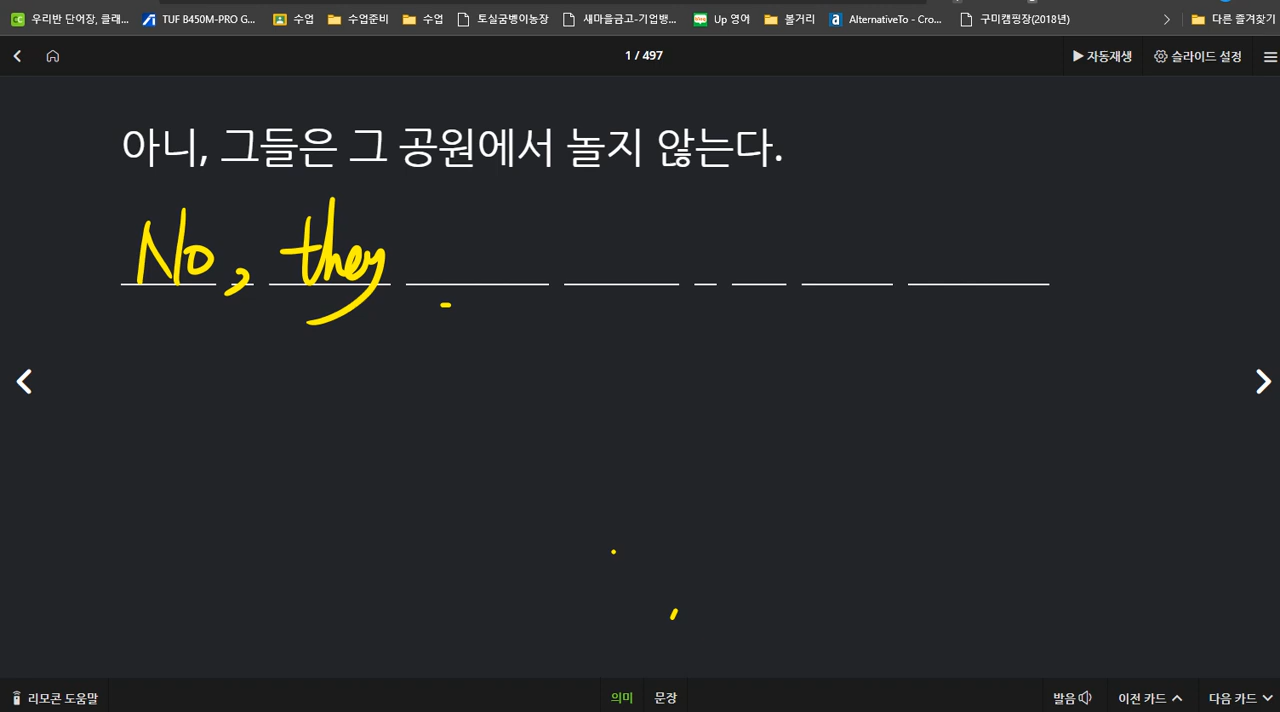 우리반 단어장, 클래... TUF B450M-PRO G... 수업 수업준비 수업 토실굼벵이농장 새마을금고-기업뱅... Up 영어 볼거리 AlternativeTo - Cro... 구미캠핑장(2018년) 다른 즐겨찾기
1 / 497 자동재생 슬라이드 설정
아니, 그들은 그 공원에서 놀지 않는다.
No, they
리모콘 도움말 의미 문장 발음 이전 카드 다음 카드